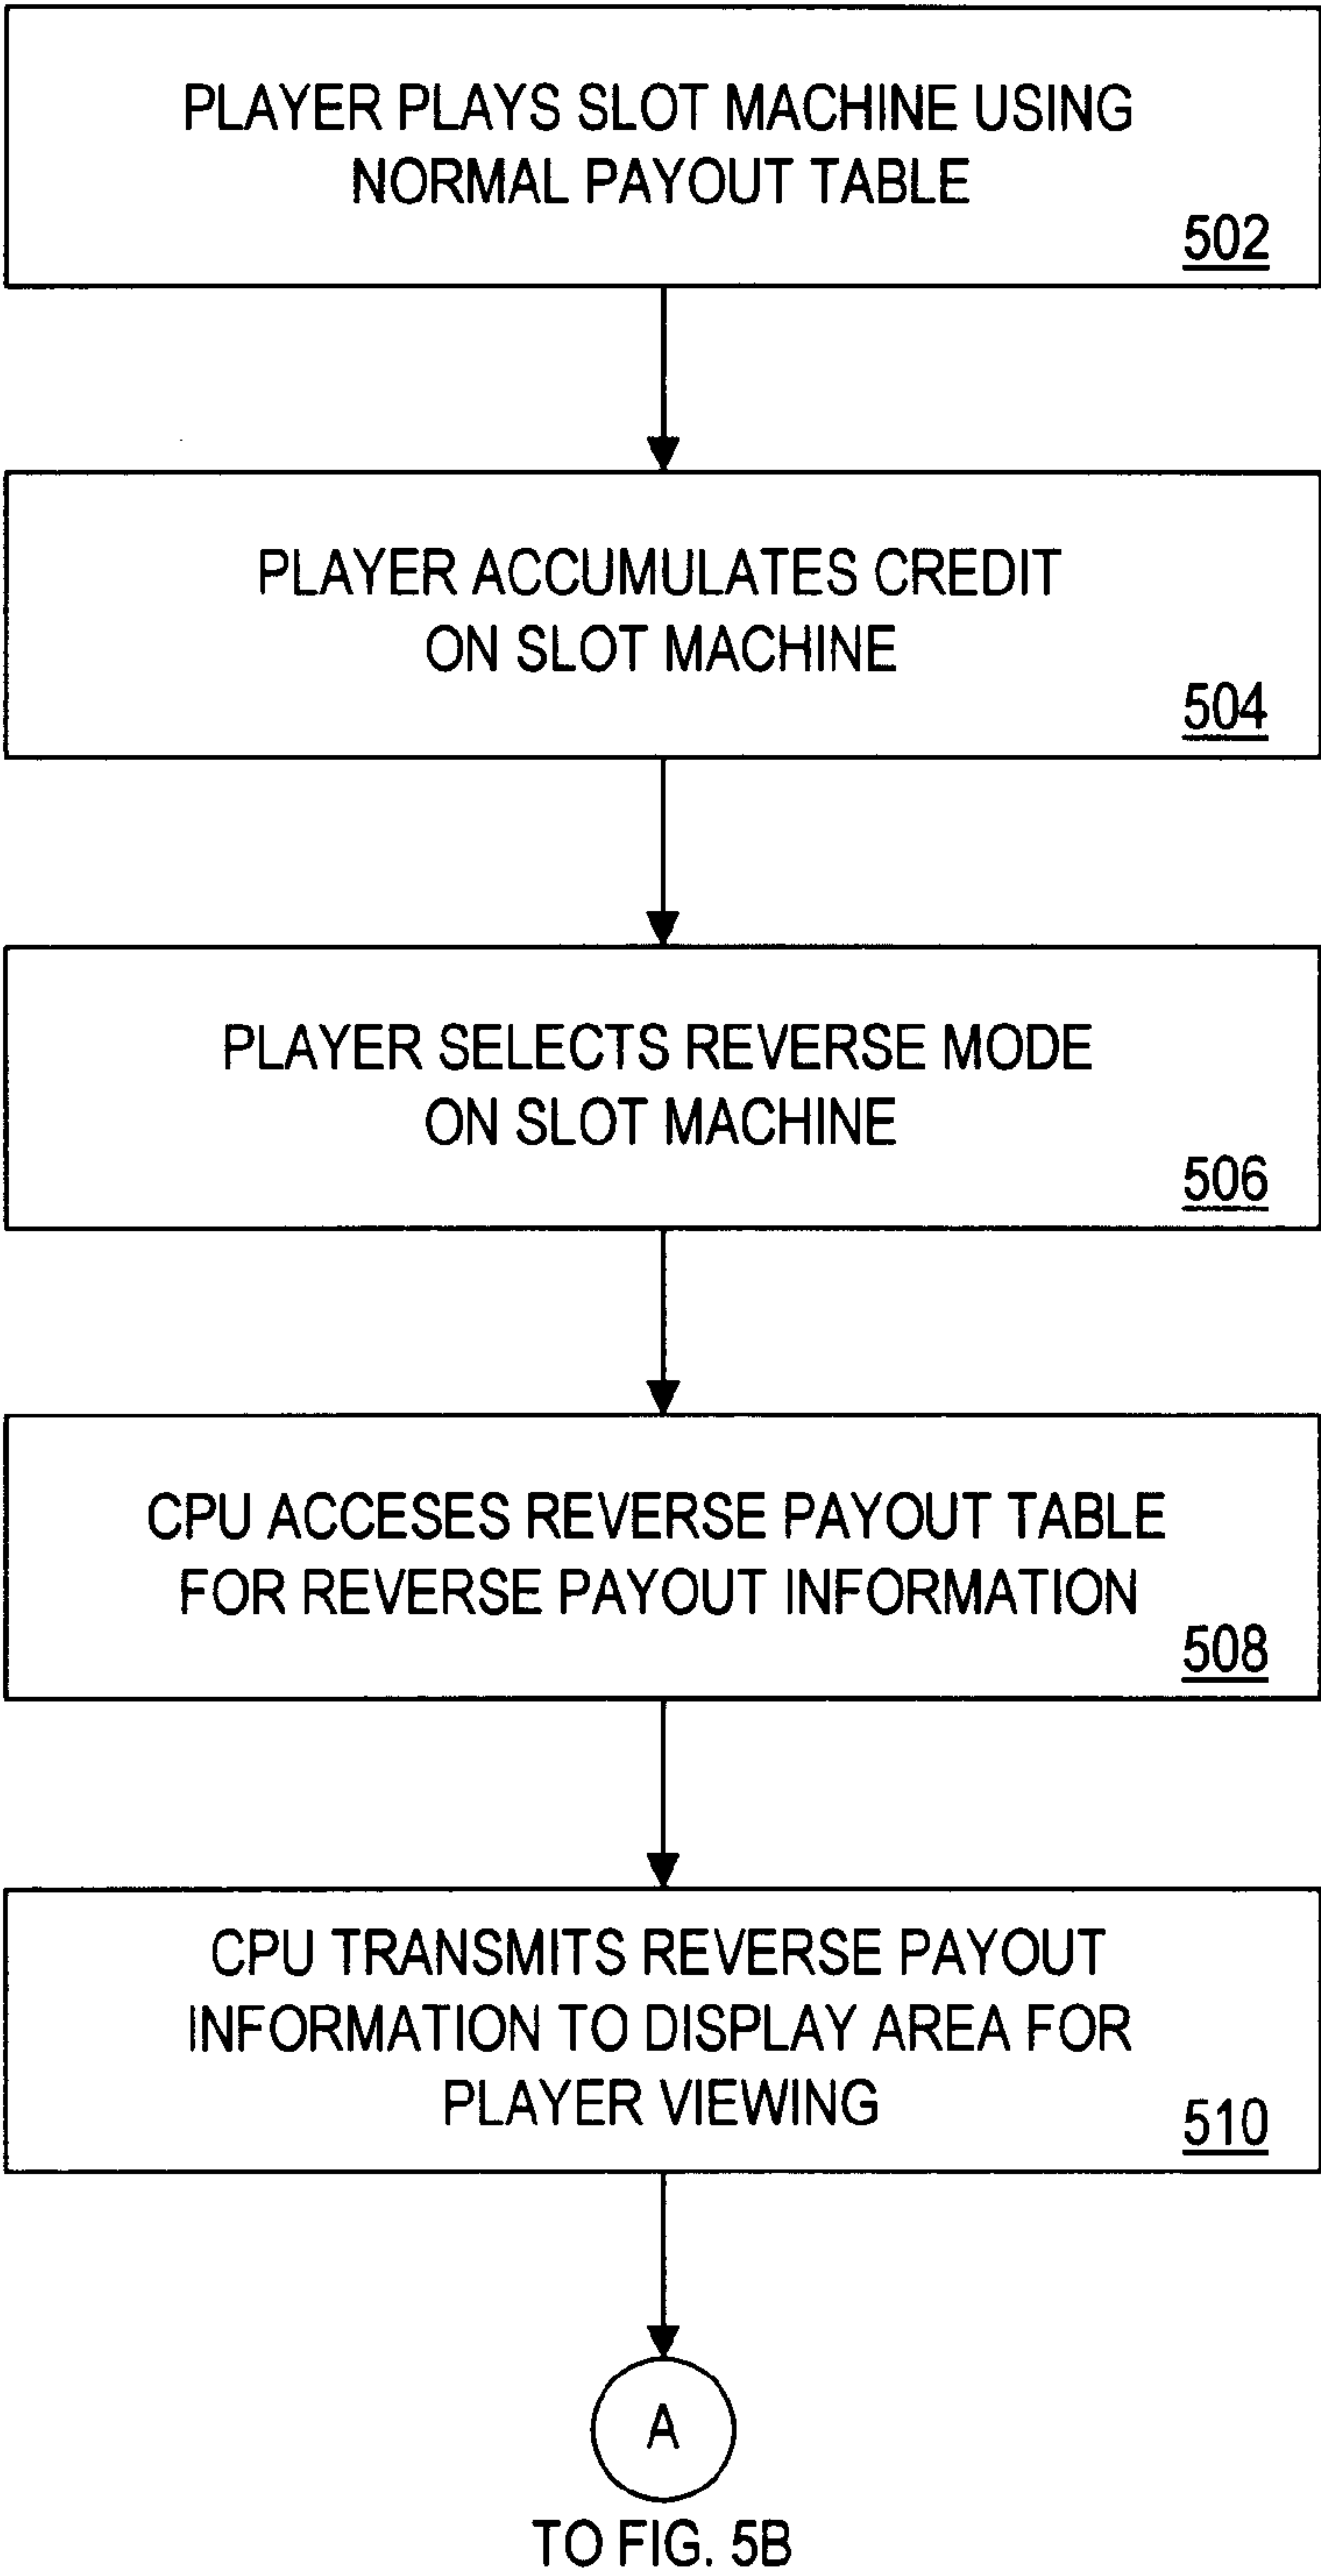 PLAYER PLAYS SLOT MACHINE USING
NORMAL PAYOUT TABLE
502
PLAYER ACCUMULATES CREDIT
ON SLOT MACHINE
504
PLAYER SELECTS REVERSE MODE
ON SLOT MACHINE
506
CPU ACCESES REVERSE PAYOUT TABLE
FOR REVERSE PAYOUT INFORMATION
508
CPU TRANSMITS REVERSE PAYOUT
INFORMATION TO DISPLAY AREA FOR
PLAYER VIEWING
510
A
TO FIG. 5B